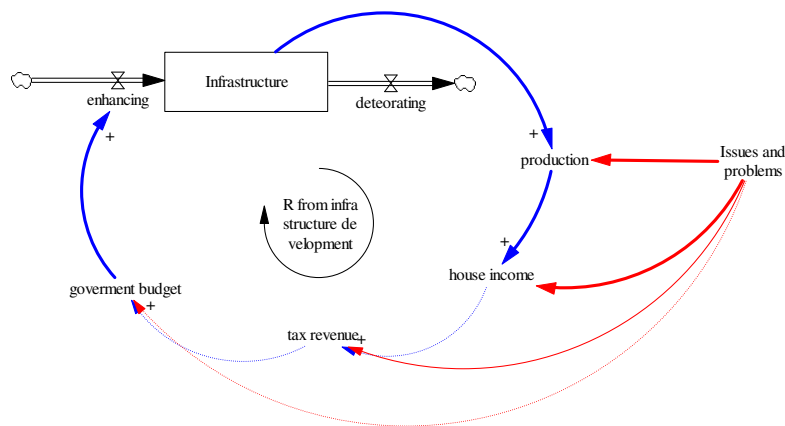 Infrastructure
enhancing
deteorating
+
+
production
Issues and
problems
R from infra
structure de
velopment
+
house income
goverment budget
+
tax revenue
+